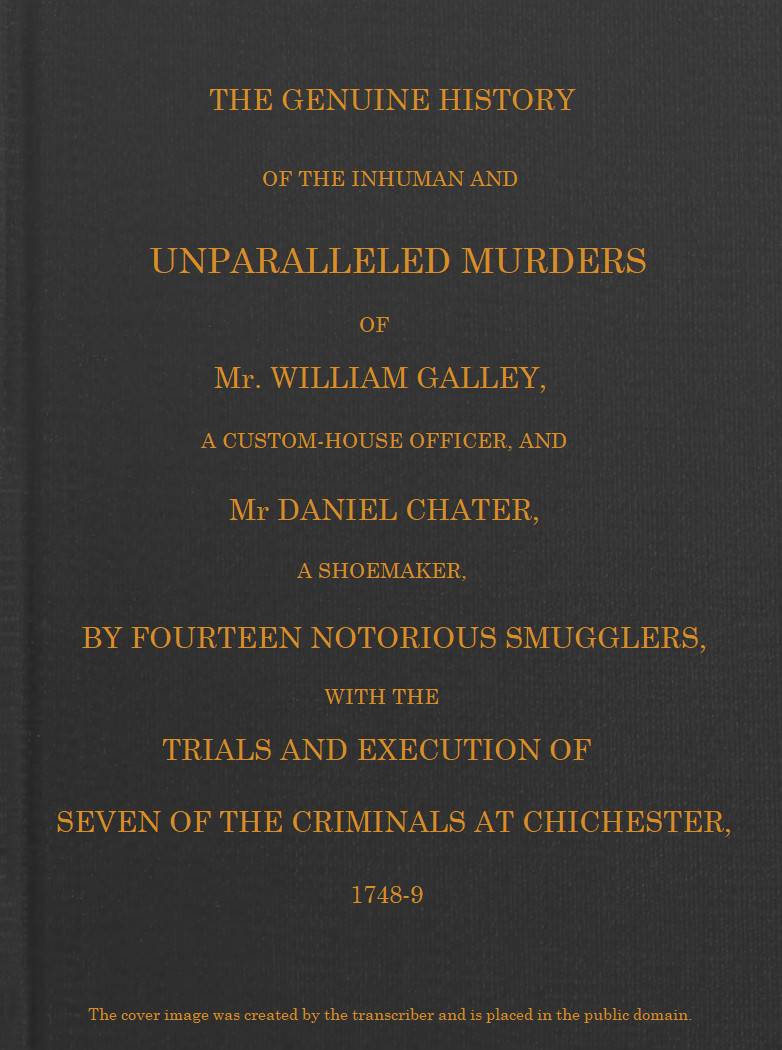 THE GENUINE HISTORY
OF THE INHUMAN AND
UNPARALLELED MURDERS
OF
Mr. WILLIAM GALLEY,
A CUSTOM-HOUSE OFFICER, AND
Mr DANIEL CHATER,
A SHOEMAKER,
BY FOURTEEN NOTORIOUS SMUGGLERS,
WITH THE
TRIALS AND EXECUTION OF
SEVEN OF THE CRIMINALS AT CHICHESTER,
1748-9
The cover image was created by the transcriber and is placed in the public domain.